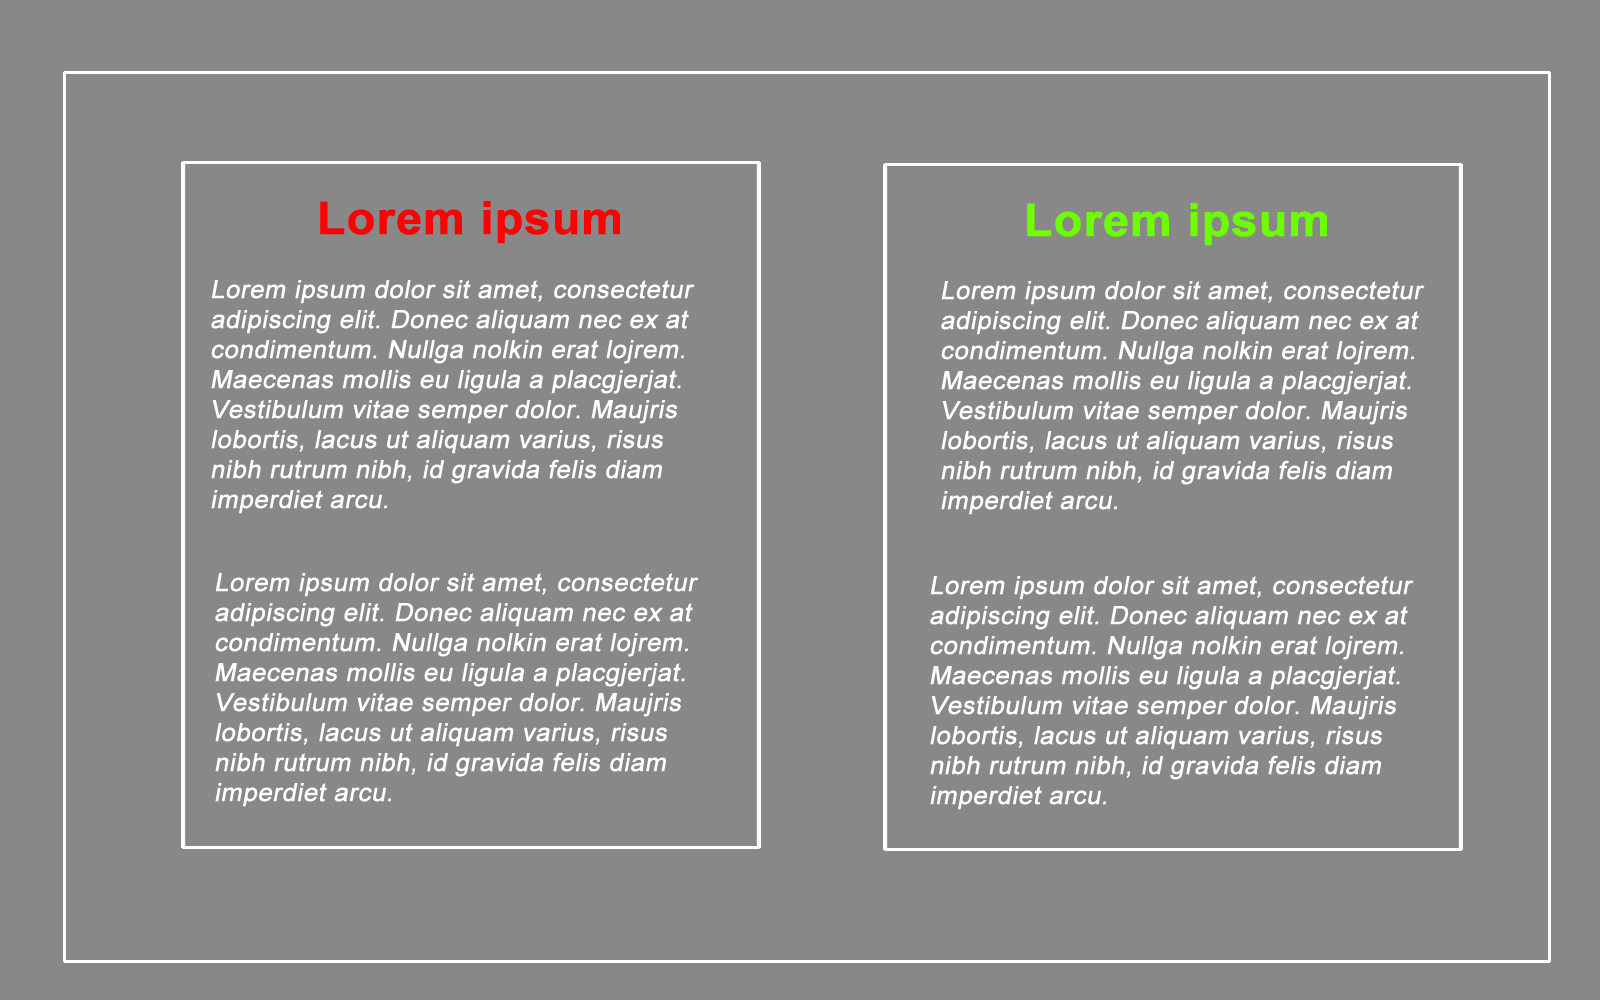 Lorem ipsum
Lorem ipsum dolor sit amet, consectetur
adipiscing elit. Donec aliquam nec ex at
condimentum. Nullga nolkin erat lojrem.
Maecenas mollis eu ligula a placgjerjat.
Vestibulum vitae semper dolor. Maujris
lobortis, lacus ut aliquam varius, risus
nibh rutrum nibh, id gravida felis diam
imperdiet arcu.
Lorem ipsum dolor sit amet, consectetur
adipiscing elit. Donec aliquam nec ex at
condimentum. Nullga nolkin erat lojrem.
Maecenas mollis eu ligula a placgjerjat.
Vestibulum vitae semper dolor. Maujris
lobortis, lacus ut aliquam varius, risus
nibh rutrum nibh, id gravida felis diam
imperdiet arcu.
Lorem ipsum
Lorem ipsum dolor sit amet, consectetur
adipiscing elit. Donec aliquam nec ex at
condimentum. Nullga nolkin erat lojrem.
Maecenas mollis eu ligula a placgjerjat.
Vestibulum vitae semper dolor. Maujris
lobortis, lacus ut aliquam varius, risus
nibh rutrum nibh, id gravida felis diam
imperdiet arcu.
Lorem ipsum dolor sit amet, consectetur
adipiscing elit. Donec aliquam nec ex at
condimentum. Nullga nolkin erat lojrem.
Maecenas mollis eu ligula a placgjerjat.
Vestibulum vitae semper dolor. Maujris
lobortis, lacus ut aliquam varius, risus
nibh rutrum nibh, id gravida felis diam
imperdiet arcu.